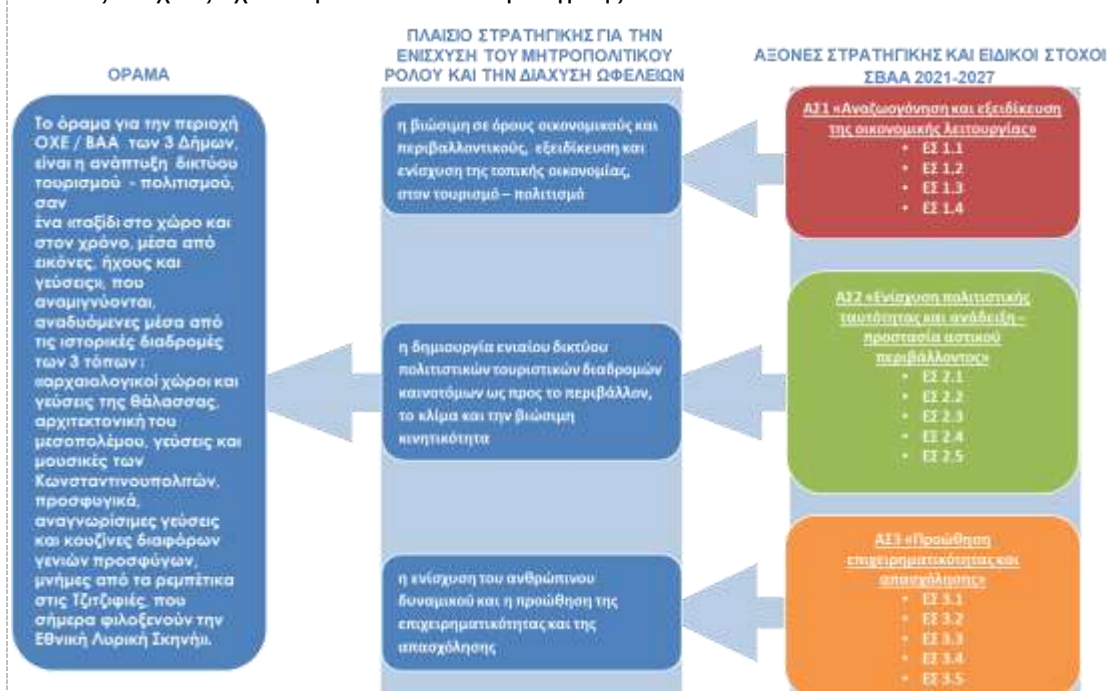 ΟΡΑΜΑ
Το όραμα για την περιοχή
ΟΧΕ / ΒΑΑ των 3 Δήμων,
είναι η ανάπτυξη δικτύου
τουρισμού - πολιτισμού,
σαν
ένα «ταξίδι στο χώρο και
στον χρόνο, μέσα από
εικόνες, ήχους και
γεύσεις», που
αναμιγνύονται,
αναδυόμενες μέσα από
τις ιστορικές διαδρομές
των 3 τόπων :
«αρχαιολογικοί χώροι και
γεύσεις της θάλασσας,
αρχιτεκτονική του
μεσοπολέμου, γεύσεις και
μουσικές των
Κωνσταντινουπολιτών,
προσφυγικά,
αναγνωρίσιμες γεύσεις
και κουζίνες διαφόρων
γενιών προσφύγων,
μνήμες από τα ρεμπέτικα
στις Τζιτζιφιές, που
σήμερα φιλοξενούν την
Εθνική Λυρική Σκηνή».
ΠΛΑΙΣΙΟ ΣΤΡΑΤΗΓΙΚΗΣ ΓΙΑ ΤΗΝ
ΕΝΙΣΧΥΣΗ ΤΟΥ ΜΗΤΡΟΠΟΛΙΤΙΚΟΥ
ΡΟΛΟΥ ΚΑΙ ΤΗΝ ΔΙΑΧΥΣΗ ΩΦΕΛΕΙΩΝ
η βιώσιμη σε όρους οικονομικούς και
περιβαλλοντικούς, εξειδίκευση και
ενίσχυση της τοπικής οικονομίας,
στον τουρισμό – πολιτισμό
η δημιουργία ενιαίου δικτύου
πολιτιστικών τουριστικών διαδρομών
καινοτόμων ως προς το περιβάλλον,
το κλίμα και την βιώσιμη
κινητικότητα
η ενίσχυση του ανθρώπινου
δυναμικού και η προώθηση της
επιχειρηματικότητας και της
απασχόλησης
ΑΞΟΝΕΣ ΣΤΡΑΤΗΓΙΚΗΣ ΚΑΙ ΕΙΔΙΚΟΙ ΣΤΟΧΟΙ
ΣΒΑΑ 2021-2027
ΑΣ1 «Αναζωογόνηση και εξειδίκευση
της οικονομικής λειτουργίας»
• ΕΣ 1.1
• ΕΣ 1.2
• ΕΣ 1.3
• ΕΣ 1.4
ΑΣ2 «Ενίσχυση πολιτιστικής
ταυτότητας και ανάδειξη –
προστασία αστικού
περιβάλλοντος»
• ΕΣ 2.1
• ΕΣ 2.2
• ΕΣ 2.3
• ΕΣ 2.4
• ΕΣ 2.5
ΑΣ3 «Προώθηση
επιχειρηματικότητας και
απασχόλησης»
• ΕΣ 3.1
• ΕΣ 3.2
• ΕΣ 3.3
• ΕΣ 3.4
• ΕΣ 3.5